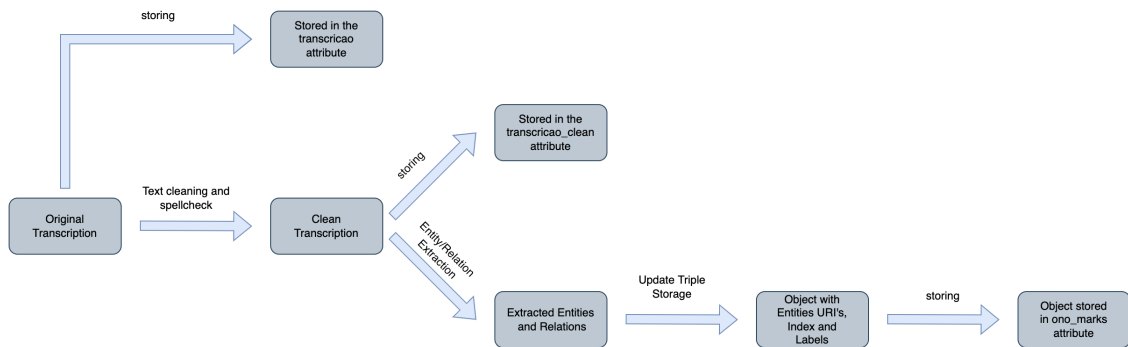 storing
Stored in the
transcricao
attribute
Stored in the
transcricao_clean
attribute
storing
Text cleaning and
spellcheck
Original
Transcription
Clean
Transcription
Entity/Relation
Extraction
Extracted Entities
and Relations
Update Triple
Storage
Object with
Entities URI's,
Index and
Labels
storing
Object stored
in ono_marks
attribute